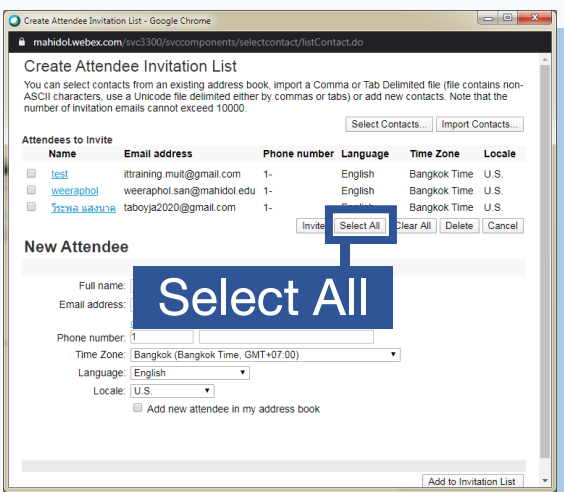 Create Attendee Invitation List - Google Chrome
mahidol.webex.com/svc3300/svccomponents/selectcontact/listContact.do
Create Attendee Invitation List
You can select contacts from an existing address book, import a Comma or Tab Delimited file (file contains non-
ASCII characters, use a Unicode file delimited either by commas or tabs) or add new contacts. Note that the
number of invitation emails cannot exceed 10000.
Select Contacts... Import Contacts...
Attendees to Invite
Name Email address Phone number Language Time Zone Locale
test ittraining.muit@gmail.com 1- English Bangkok Time U.S.
weeraphol weeraphol.san@mahidol.edu 1- English Bangkok Time U.S.
วีระพล แสงนาค taboyja2020@gmail.com 1- English Bangkok Time U.S.
Invite Select All Clear All Delete Cancel
New Attendee
Select All
Full name:
Email address:
Phone number: 1
Time Zone: Bangkok (Bangkok Time, GMT+07:00)
Language: English
Locale: U.S.
Add new attendee in my address book
Add to Invitation List